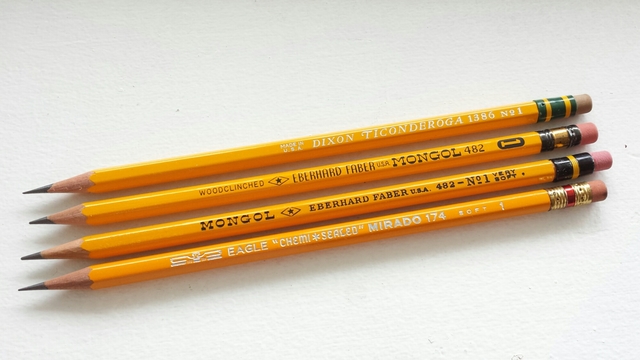 MADE IN U.S.A. DIXON TICONDEROGA 1386 Nº1
WOODCLINCHED EBERHARD FABER U.S.A. MONGOL 482 1
MONGOL EBERHARD FABER U.S.A. 482-Nº1 VERY SOFT
EAGLE "CHEMI*SEALED" MIRADO 174 SOFT 1